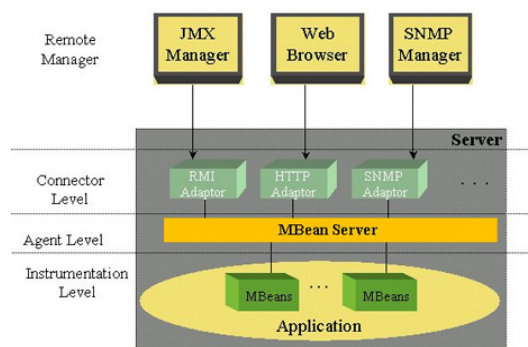 Remote
Manager
JMX
Manager
Web
Browser
SNMP
Manager
Server
Connector
Level
RMI
Adaptor
HTTP
Adaptor
SNMP
Adaptor
. . .
Agent Level
MBean Server
Instrumentation
Level
MBeans
...
MBeans
Application